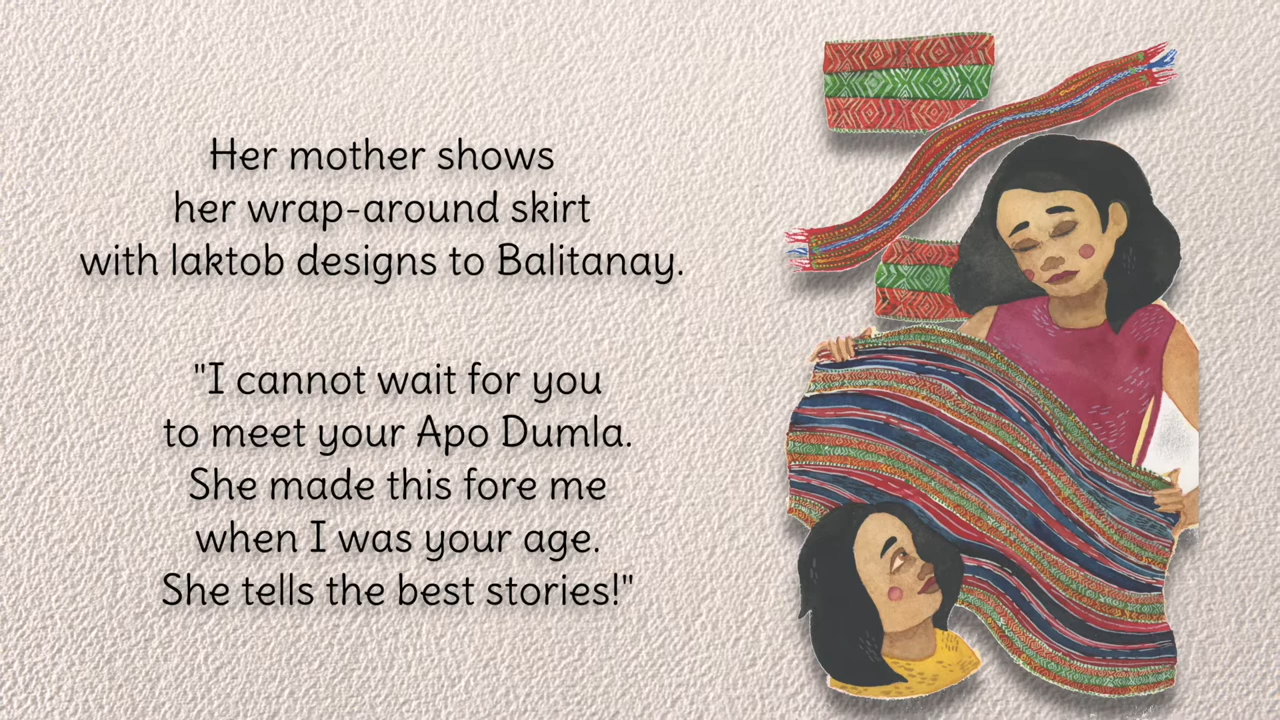 Her mother shows
her wrap-around skirt
with laktob designs to Balitanay.
"I cannot wait for you
to meet your Apo Dumla.
She made this fore me
when I was your age.
She tells the best stories!"